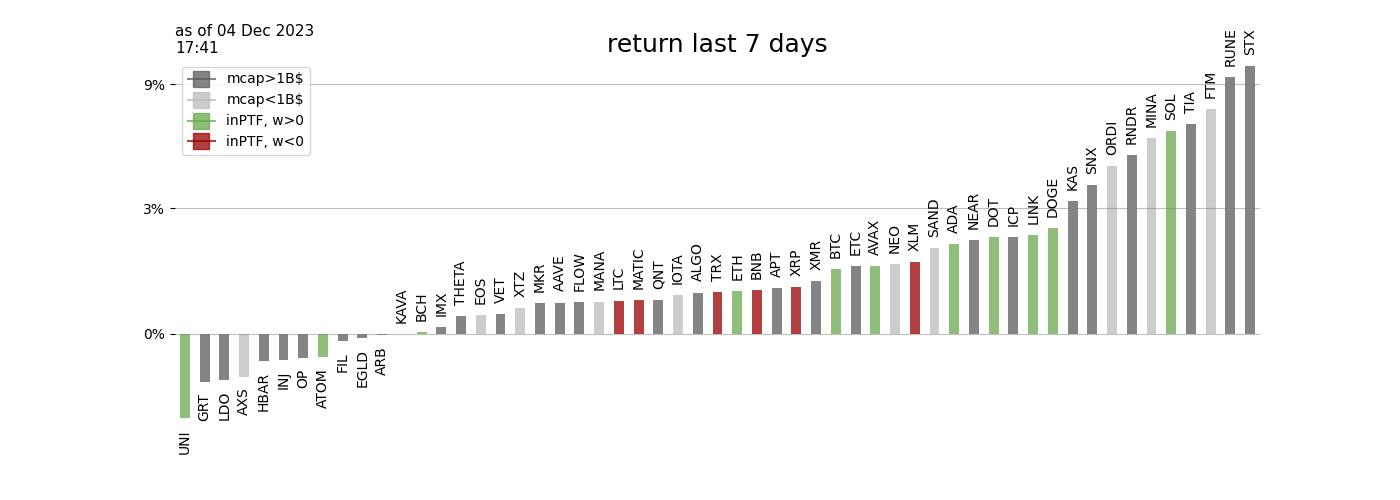 as of 04 Dec 2023
17:41
return last 7 days
mcap>1B$
mcap<1B$
inPTF, w>0
inPTF, w<0
9%
3%
0%
UNI
GRT
LDO
AXS
HBAR
INJ
OP
ATOM
FIL
EGLD
ARB
KAVA
BCH
IMX
THETA
EOS
VET
XTZ
MKR
AAVE
FLOW
MANA
LTC
MATIC
QNT
IOTA
ALGO
TRX
ETH
BNB
APT
XRP
XMR
BTC
ETC
AVAX
NEO
XLM
SAND
ADA
NEAR
DOT
ICP
LINK
DOGE
KAS
SNX
ORDI
RNDR
MINA
SOL
TIA
FTM
RUNE
STX